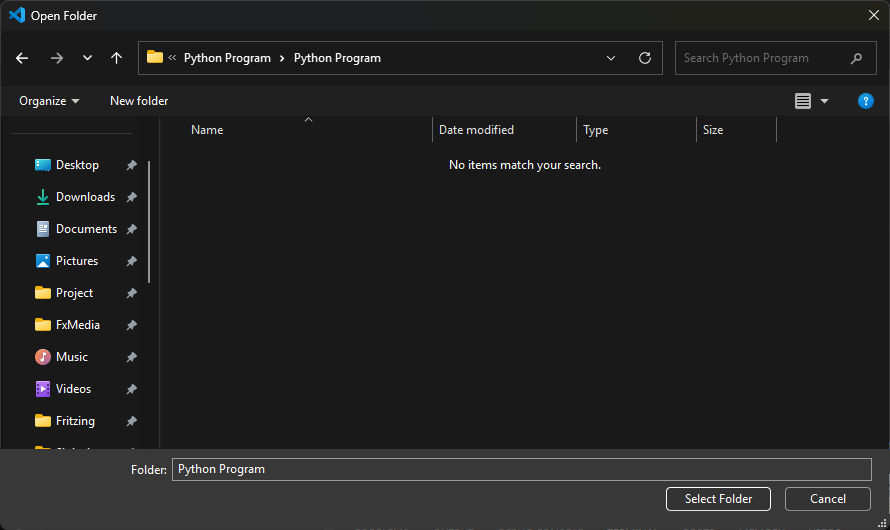 Open Folder
« Python Program > Python Program
Search Python Program
Organize
New folder
Name
Date modified
Type
Size
No items match your search.
Desktop
Downloads
Documents
Pictures
Project
FxMedia
Music
Videos
Fritzing
Folder: Python Program
Select Folder
Cancel